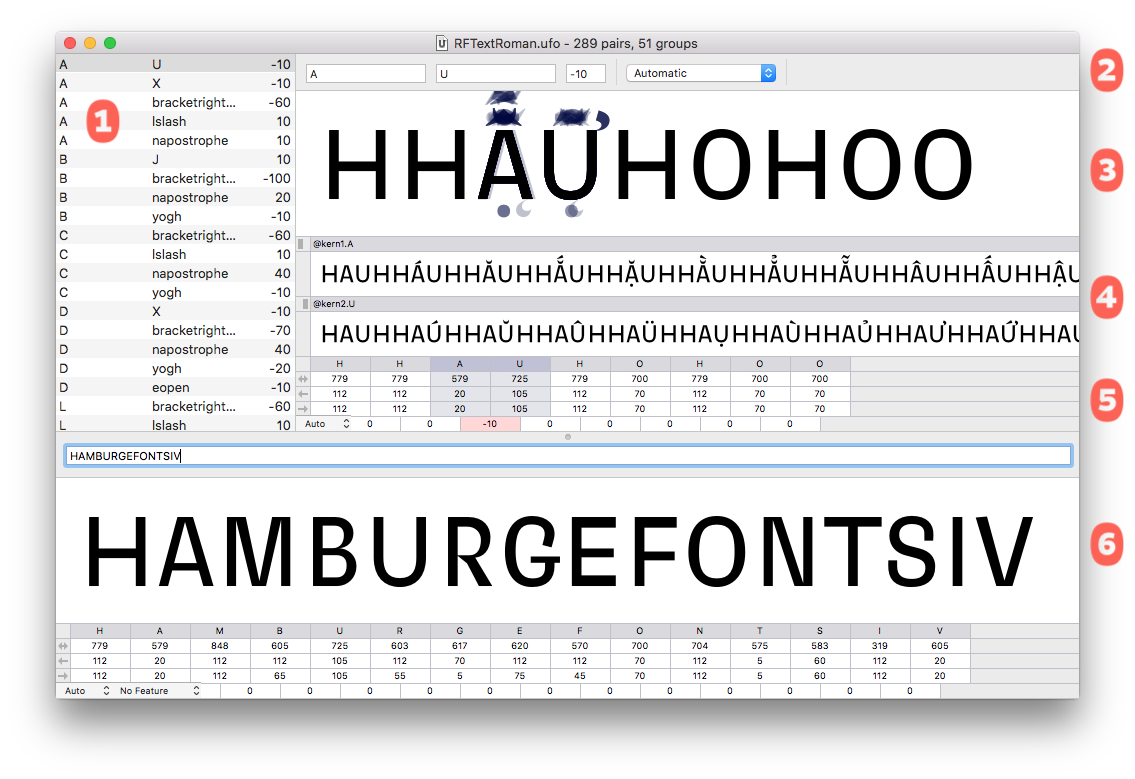 RFTextRoman.ufo - 289 pairs, 51 groups
A U -10
A X -10
A bracketright... -60
A lslash 10
A napostrophe 10
B J 10
B bracketright... -100
B napostrophe 20
B yogh -10
C bracketright... -60
C lslash 10
C napostrophe 40
C yogh -10
D X -10
D bracketright... -70
D napostrophe 40
D yogh -20
D eopen -10
L bracketright... -60
L lslash 10
1
A U -10 Automatic
2
HHAUHOHOO
3
@kern1.A
HAUHHÁUHHĂUHHẮUHHẶUHHẰUHHẲUHHẴUHHÂUHHẤUHHẬU
@kern2.U
HAUHHAÚHHAŬHHAÛHHAÜHHAỤHHAÙHHAỦHHAƯHHAỨHHAU
4
H H A U H O H O O
779 779 579 725 779 700 779 700 700
112 112 20 105 112 70 112 70 70
112 112 20 105 112 70 112 70 70
Auto 0 0 -10 0 0 0 0 0
5
HAMBURGEFONTSIV
HAMBURGEFONTSIV
6
H A M B U R G E F O N T S I V
779 579 848 605 725 603 617 620 570 700 704 575 583 319 605
112 20 112 112 105 112 70 112 112 70 112 5 60 112 20
112 20 112 65 105 55 5 75 45 70 112 5 60 112 20
Auto No Feature 0 0 0 0 0 0 0 0 0 0 0 0